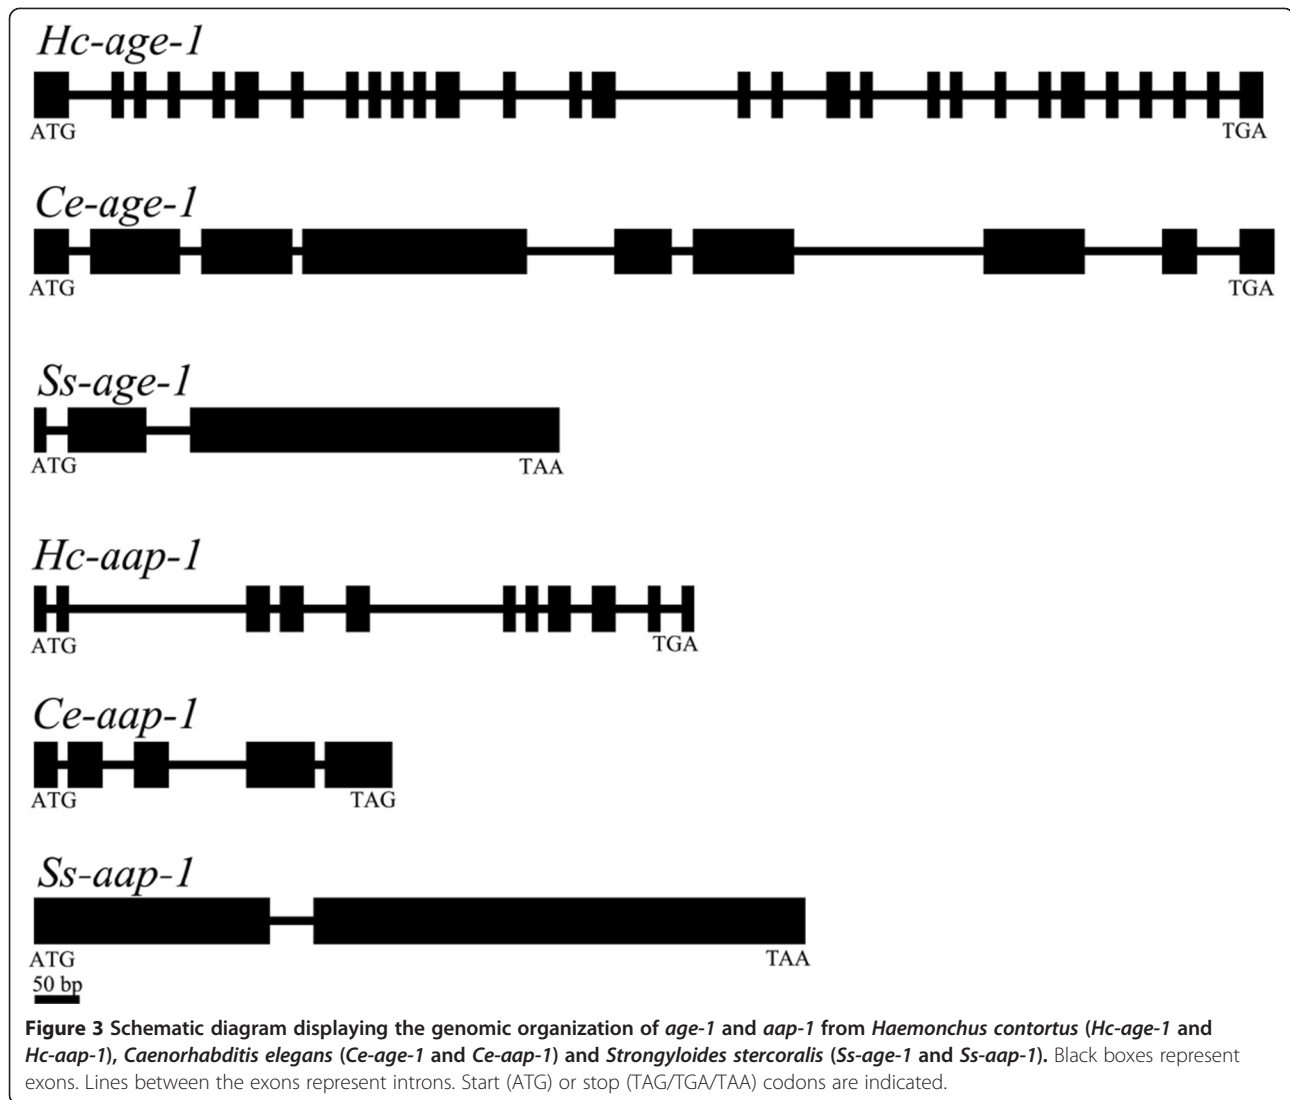 Hc-age-1
ATG TGA
Ce-age-1
ATG TGA
Ss-age-1
ATG TAA
Hc-aap-1
ATG TGA
Ce-aap-1
ATG TAG
Ss-aap-1
ATG TAA
50 bp
Figure 3 Schematic diagram displaying the genomic organization of age-1 and aap-1 from Haemonchus contortus (Hc-age-1 and
Hc-aap-1), Caenorhabditis elegans (Ce-age-1 and Ce-aap-1) and Strongyloides stercoralis (Ss-age-1 and Ss-aap-1). Black boxes represent
exons. Lines between the exons represent introns. Start (ATG) or stop (TAG/TGA/TAA) codons are indicated.